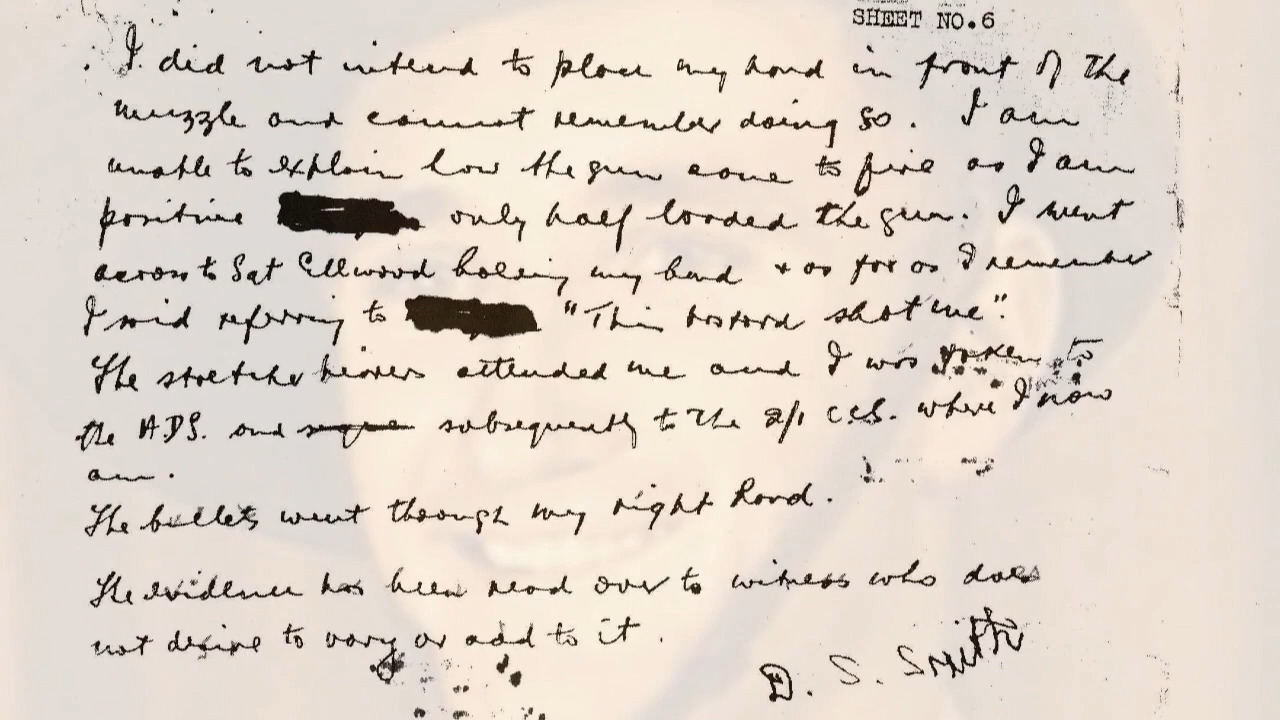 SHEET NO.6
I did not intend to place my hand in front of the
muzzle and cannot remember doing so. I am
unable to explain how the gun came to fire as I am
positive only half loaded the gun. I went
across to Sgt Ellwood holding my hand + as far as I remember
I said referring to "This bastard shot me".
The stretcher bearers attended me and I was taken to
the A.D.S. and subsequently to the 2/1 C.C.S. where I now
am.
The bullets went through my right hand.
The evidence has been read over to witness who does
not desire to vary or add to it.
D. S. Smith